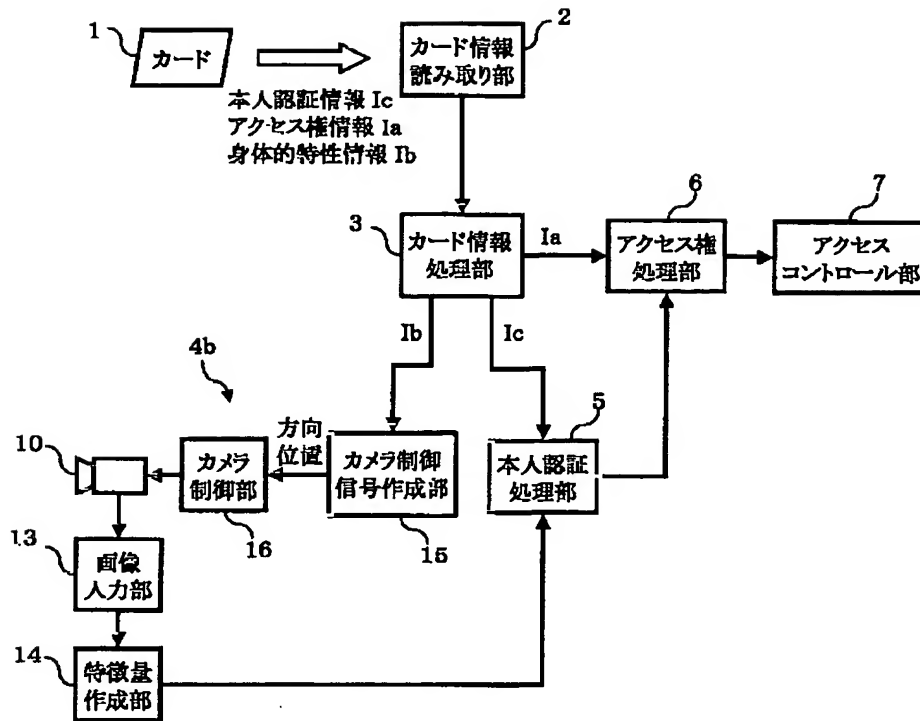 1
カード
2
カード情報
読み取り部
本人認証情報 Ic
アクセス権情報 Ia
身体的特性情報 Ib
3
カード情報
処理部
Ia
6
アクセス権
処理部
7
アクセス
コントロール部
Ib
Ic
4b
10
カメラ
制御部
16
方向
位置
カメラ制御
信号作成部
15
5
本人認証
処理部
13
画像
入力部
14
特徴量
作成部